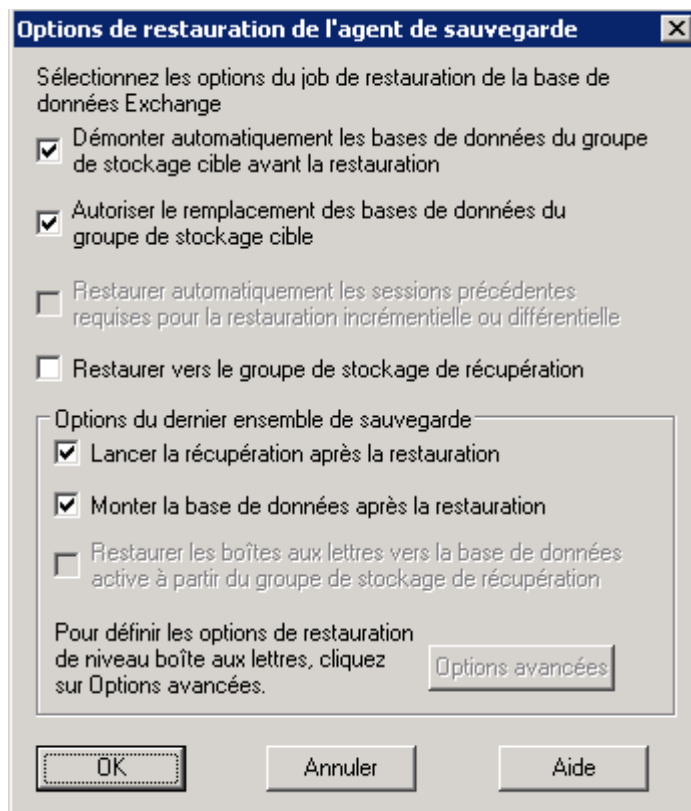 Options de restauration de l'agent de sauvegarde
Sélectionnez les options du job de restauration de la base de
données Exchange
Démonter automatiquement les bases de données du groupe
de stockage cible avant la restauration
Autoriser le remplacement des bases de données du
groupe de stockage cible
Restaurer automatiquement les sessions précédentes
requises pour la restauration incrémentielle ou différentielle
Restaurer vers le groupe de stockage de récupération
Options du dernier ensemble de sauvegarde
Lancer la récupération après la restauration
Monter la base de données après la restauration
Restaurer les boîtes aux lettres vers la base de données
active à partir du groupe de stockage de récupération
Pour définir les options de restauration
de niveau boîte aux lettres, cliquez
sur Options avancées.
Options avancées
OK
Annuler
Aide